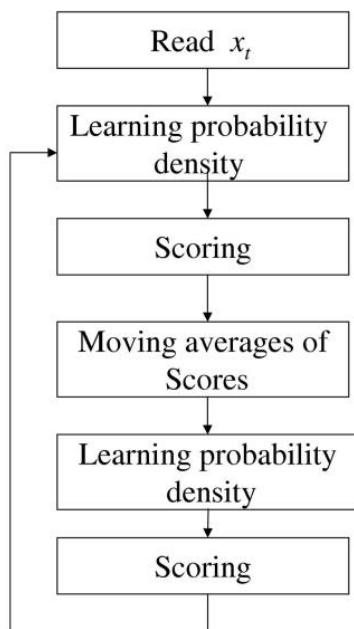 Read x_t
Learning probability
density
Scoring
Moving averages of
Scores
Learning probability
density
Scoring